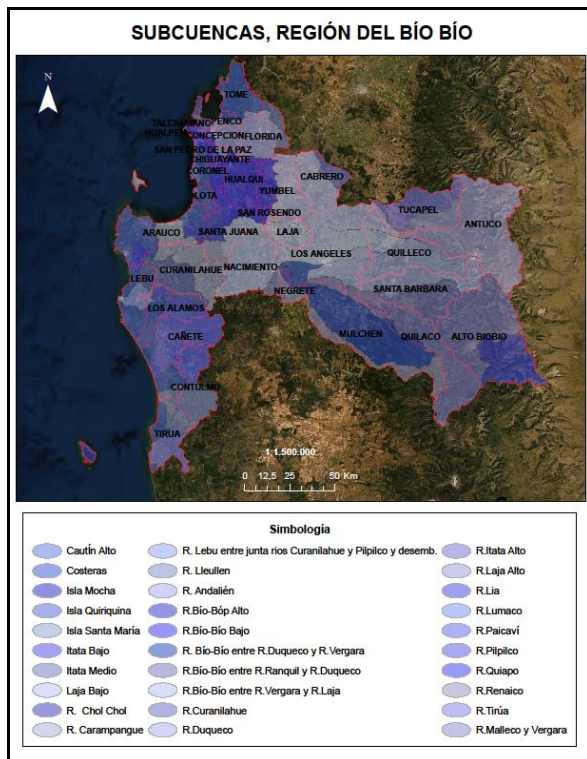 SUBCUENCAS, REGIÓN DEL BÍO BÍO
N
TOME
TALCAHUANO
PENCO
HUALPEN
CONCEPCION
FLORIDA
SAN PEDRO DE LA PAZ
CHIGUAYANTE
CORONEL
HUALQUI
CABRERO
LOTA
YUMBEL
TUCAPEL
SAN ROSENDO
ANTUCO
ARAUCO
SANTA JUANA
LAJA
LOS ANGELES
QUILLECO
CURANILAHUE
NACIMIENTO
LEBU
NEGRETE
SANTA BARBARA
LOS ALAMOS
CAÑETE
MULCHEN
QUILACO
ALTO BIOBIO
CONTULMO
TIRUA
1:1.500.000
0 12,5 25 50 Km
Simbología
Cautín Alto
Costeras
Isla Mocha
Isla Quiriquina
Isla Santa María
Itata Bajo
Itata Medio
Laja Bajo
R. Chol Chol
R. Carampangue
R. Lebu entre junta rios Curanilahue y Pilpilco y desemb.
R. Lleullen
R. Andalién
R.Bío-Bóp Alto
R.Bío-Bío Bajo
R. Bío-Bío entre R.Duqueco y R.Vergara
R.Bío-Bío entre R.Ranquil y R.Duqueco
R.Bío-Bío entre R.Vergara y R.Laja
R.Curanilahue
R.Duqueco
R.Itata Alto
R.Laja Alto
R.Lia
R.Lumaco
R.Paicaví
R.Pilpilco
R.Quiapo
R.Renaico
R.Tirúa
R.Malleco y Vergara